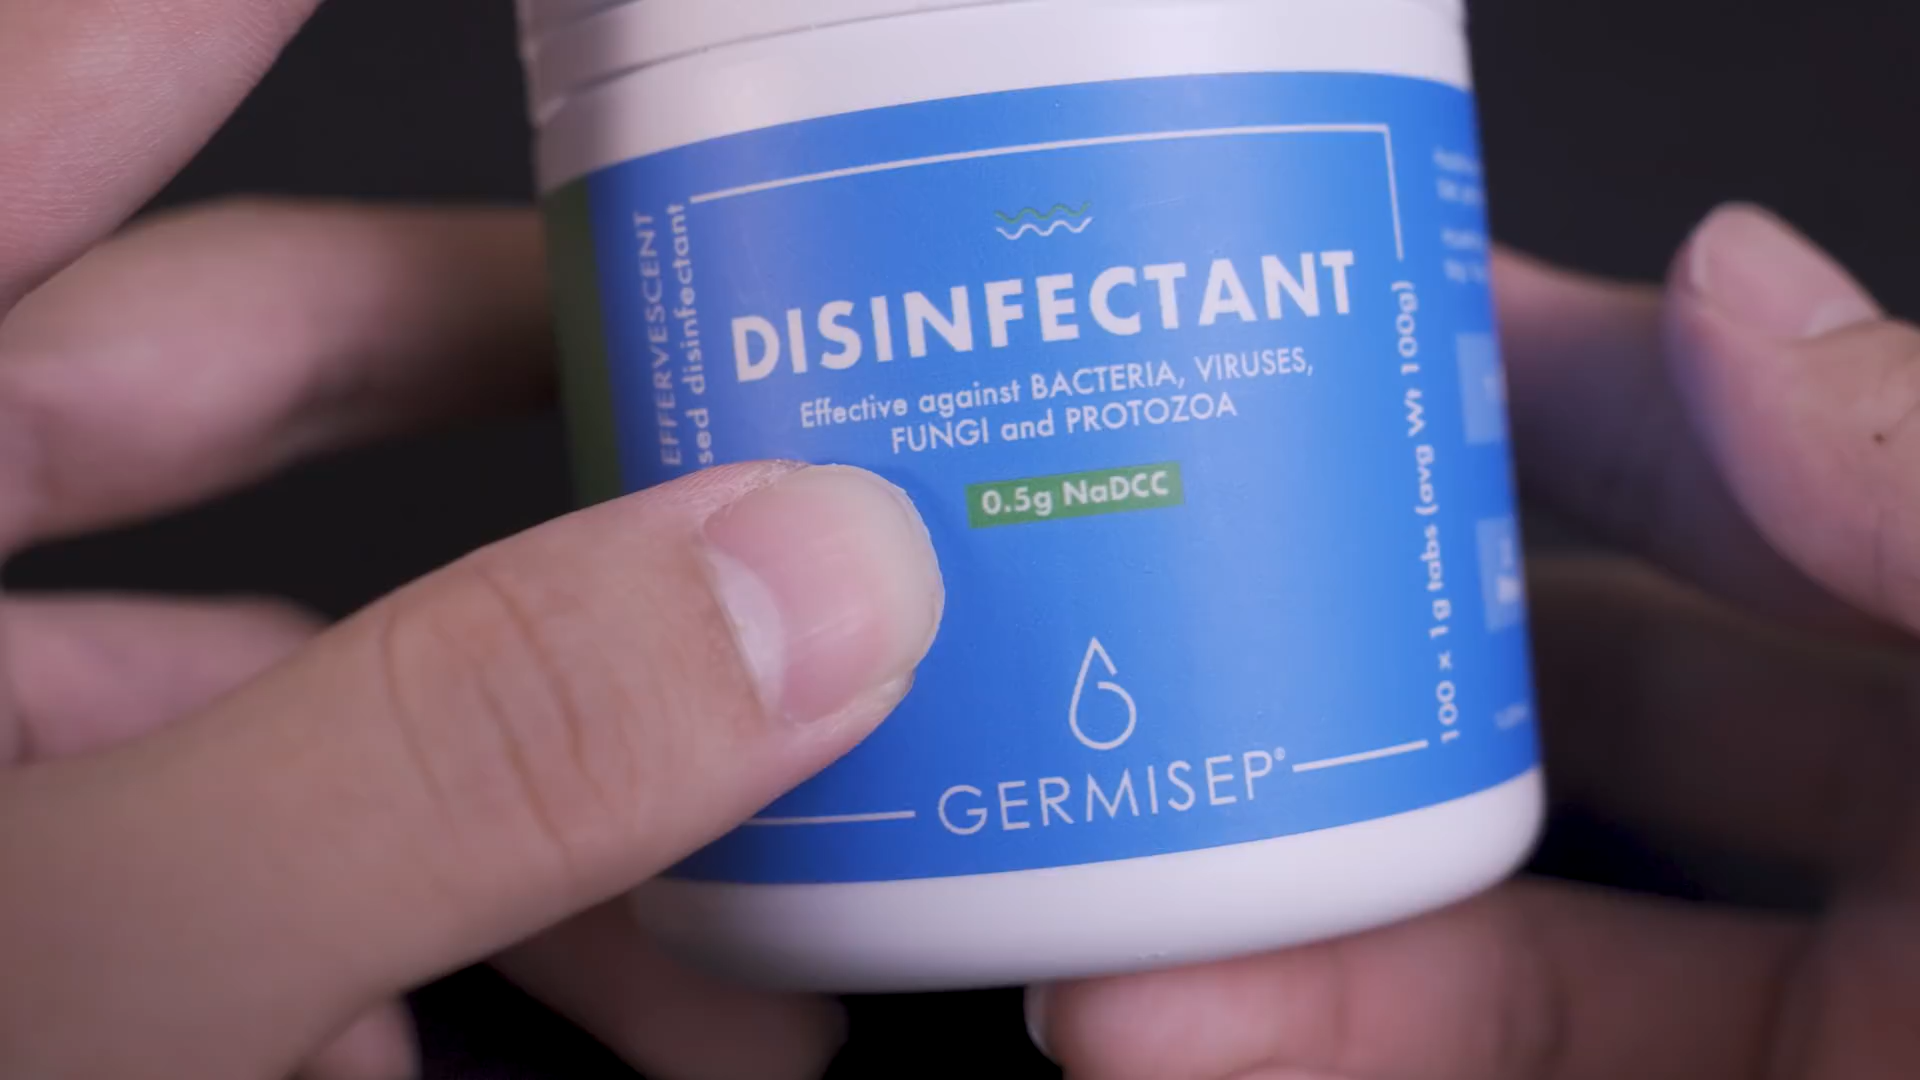 EFFERVESCENT
sed disinfectant
DISINFECTANT
Effective against BACTERIA, VIRUSES,
FUNGI and PROTOZOA
0.5g NaDCC
GERMISEP®
100 x 1g tabs (avg Wt 100g)